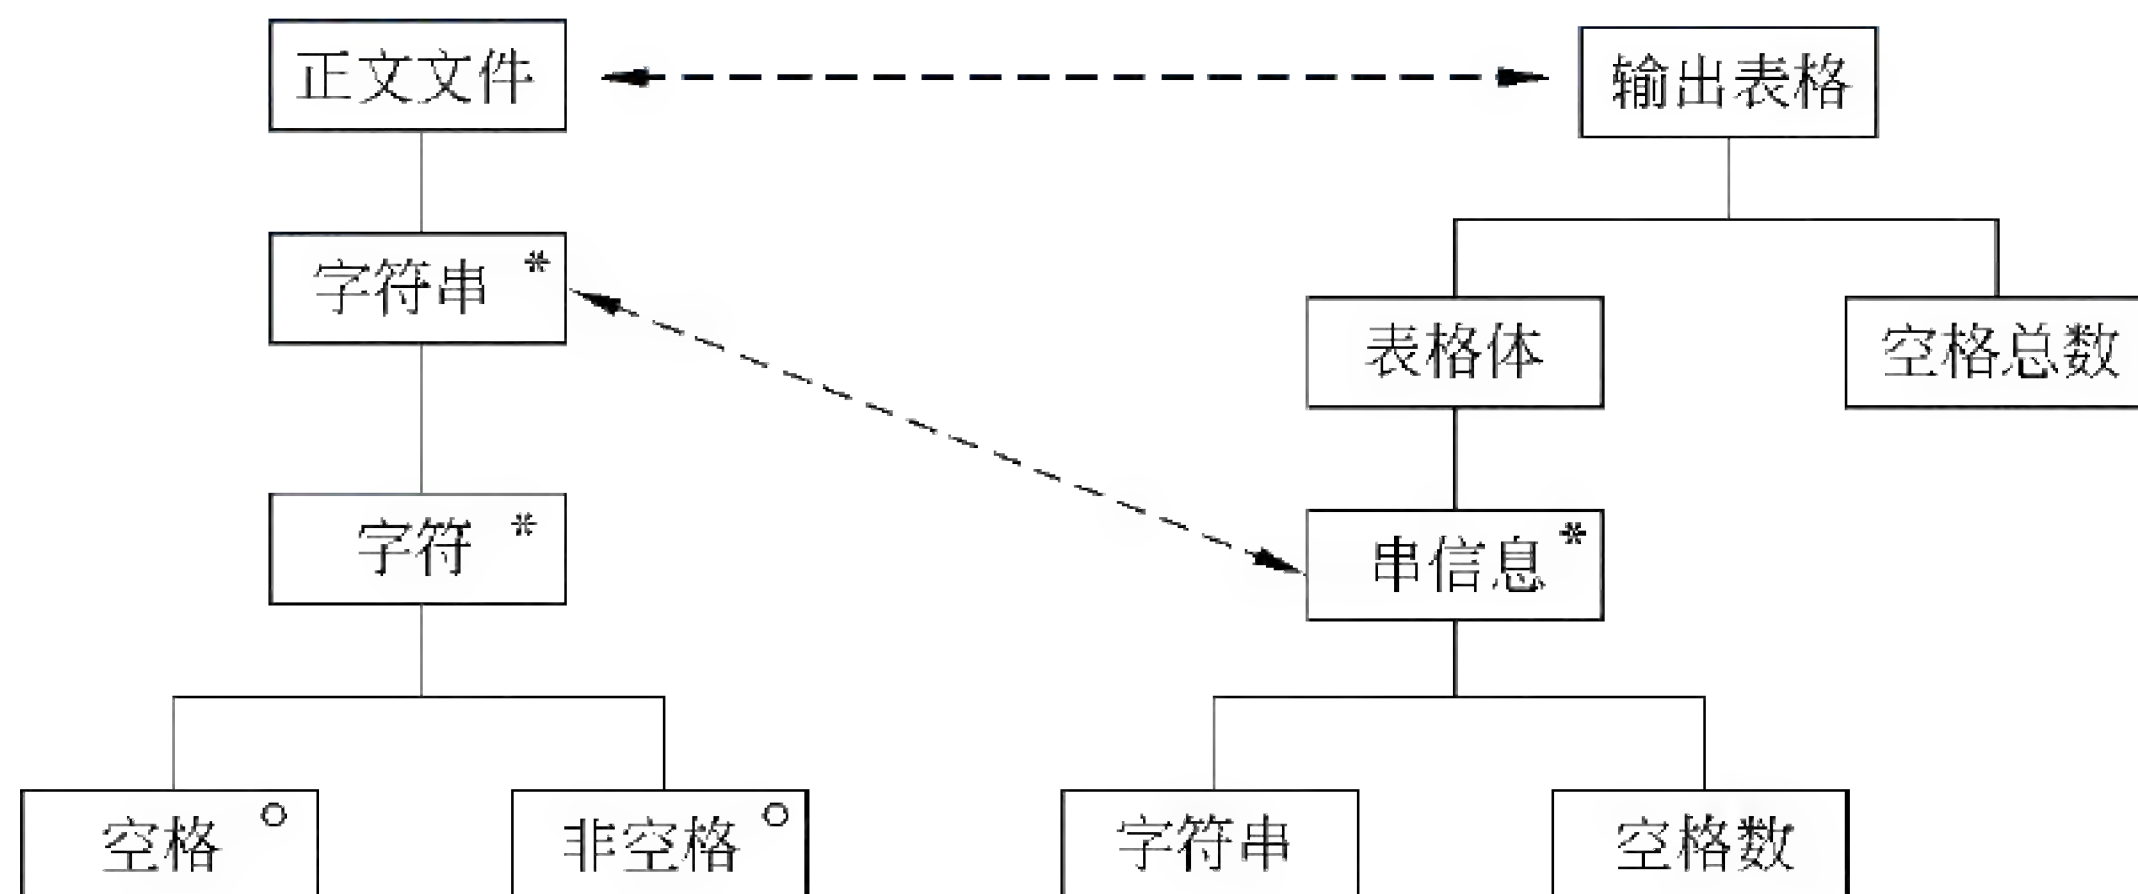 正文文件
输出表格
字符串 *
表格体
空格总数
字符 *
串信息 *
空格 ○
非空格 ○
字符串
空格数